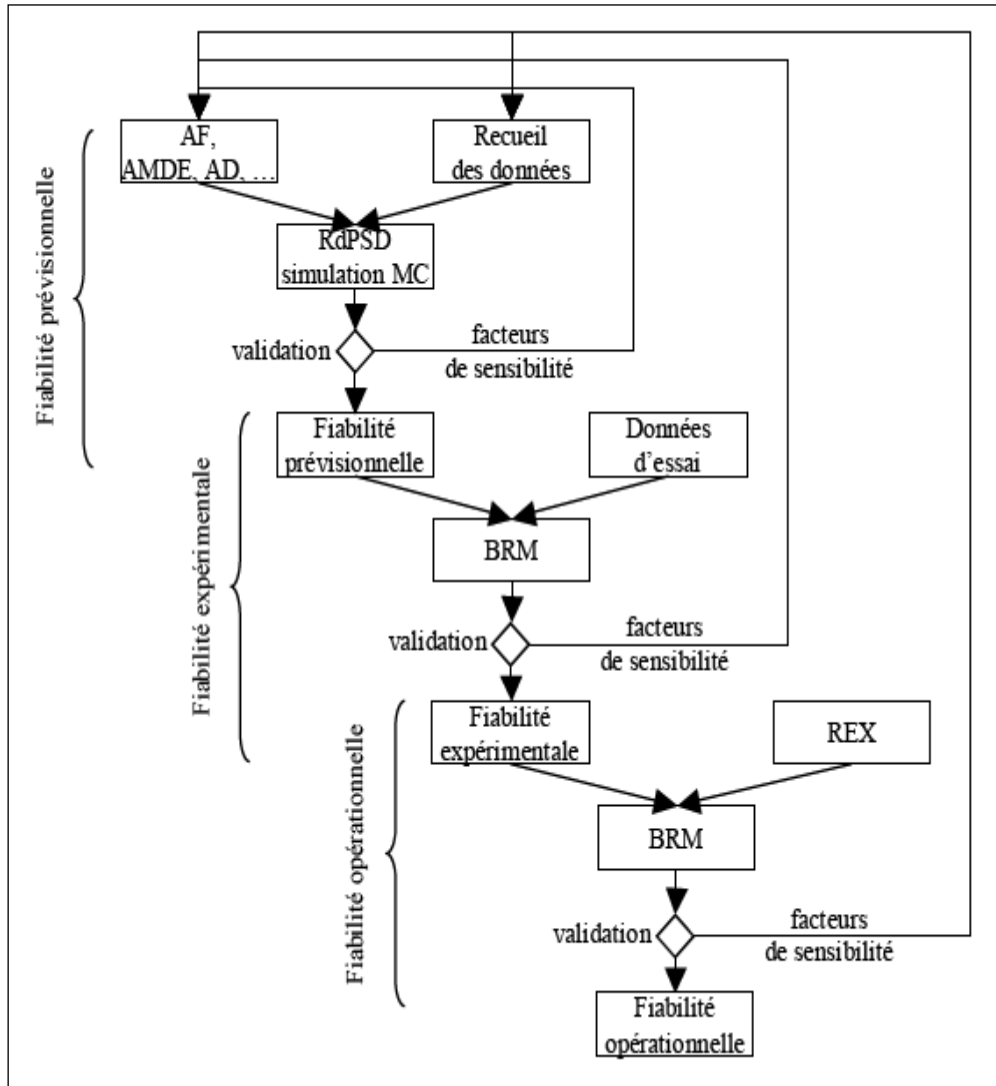 AF,
AMDE, AD, …
Recueil
des données
RdPSD
simulation MC
validation
facteurs
de sensibilité
Fiabilité prévisionnelle
Fiabilité
prévisionnelle
Données
d'essai
BRM
validation
facteurs
de sensibilité
Fiabilité expérimentale
Fiabilité
expérimentale
REX
BRM
validation
facteurs
de sensibilité
Fiabilité opérationnelle
Fiabilité
opérationnelle